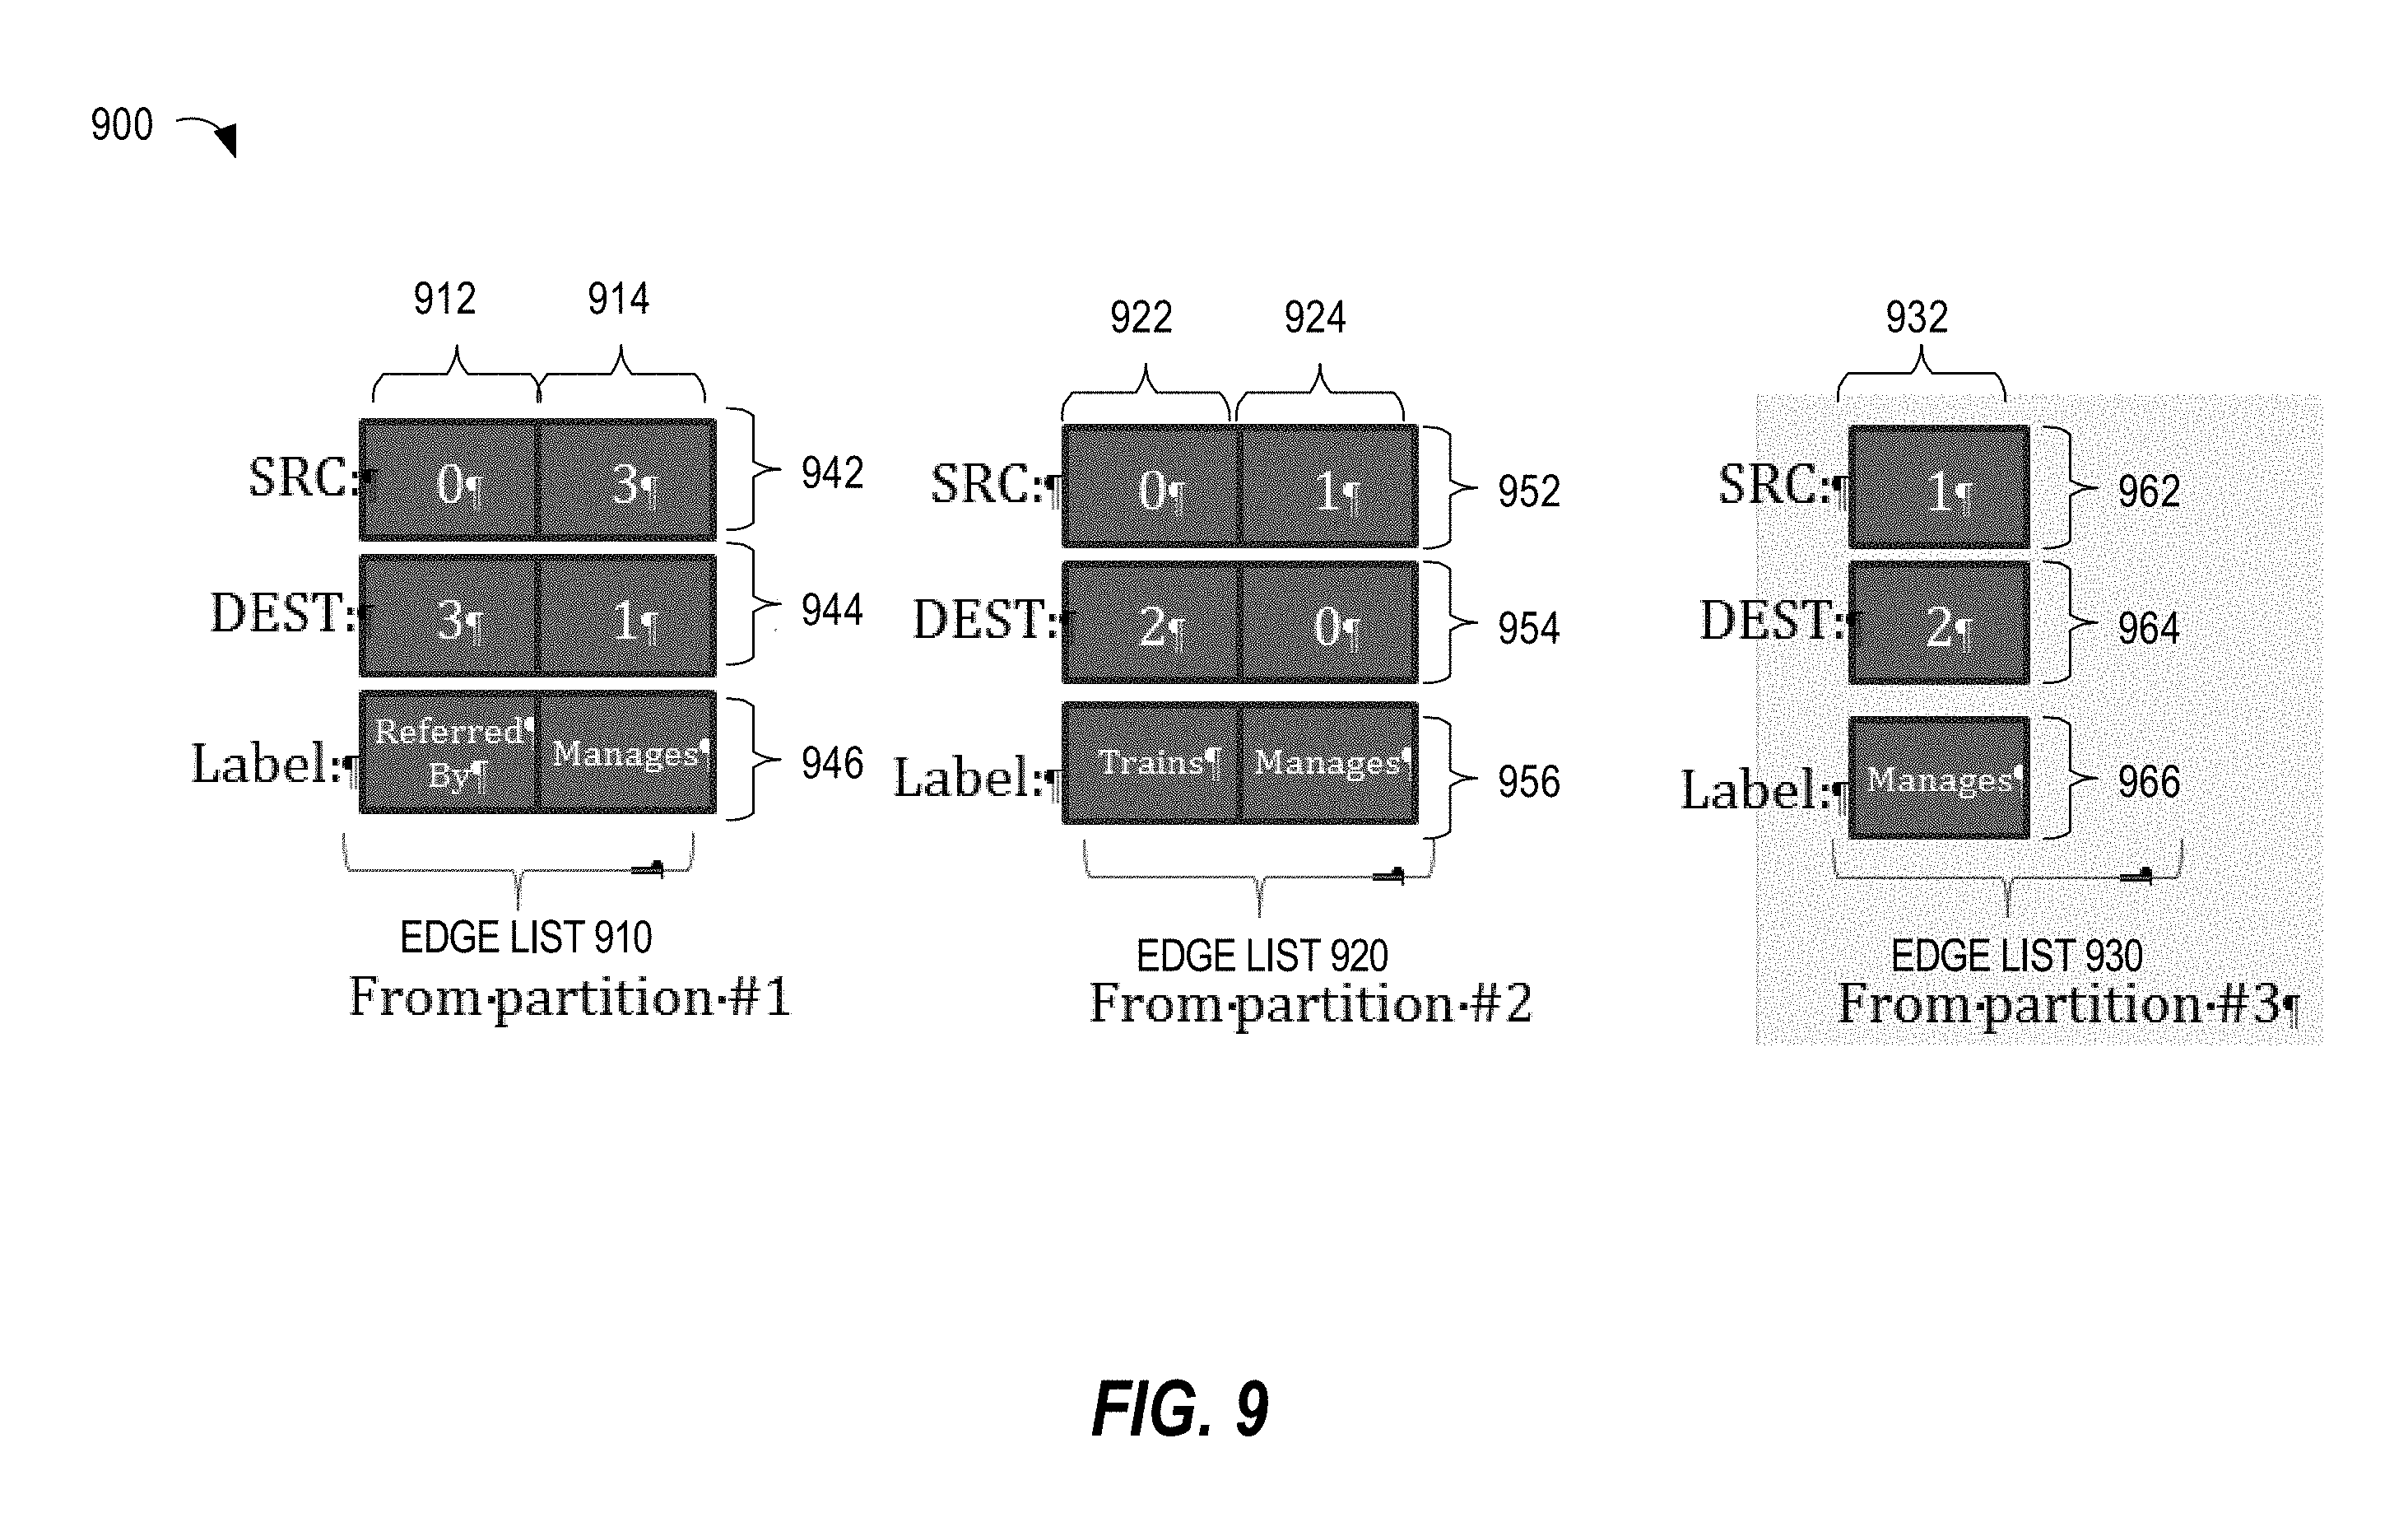 900
912 914
922 924
932
SRC:¶ 0¶ 3¶ 942
SRC:¶ 0¶ 1¶ 952
SRC:¶ 1¶ 962
DEST:¶ 3¶ 1¶ 944
DEST:¶ 2¶ 0¶ 954
DEST:¶ 2¶ 964
Label:¶ Referred¶ Manages¶ 946
By¶
Label:¶ Trains¶ Manages¶ 956
Label:¶ Manages¶ 966
EDGE LIST 910
From·partition·#1
EDGE LIST 920
From·partition·#2
EDGE LIST 930
From·partition·#3¶
FIG. 9